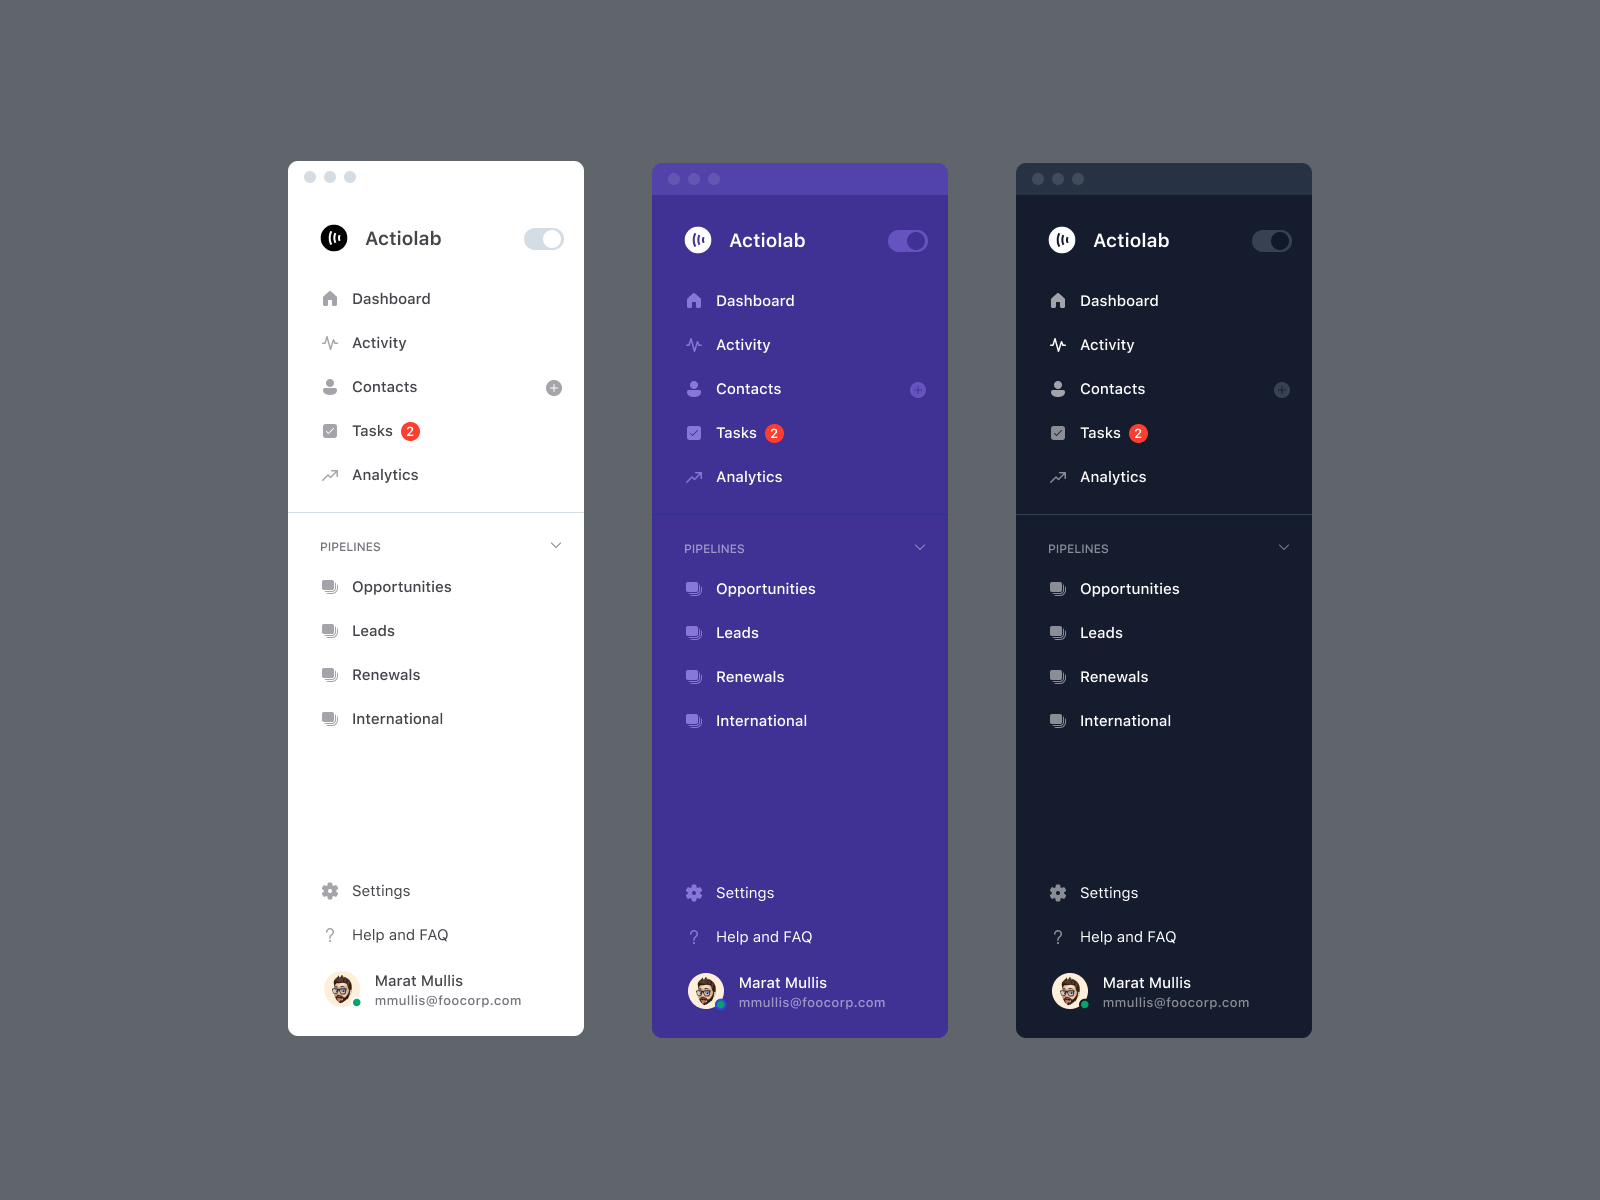 Actiolab
Dashboard
Activity
Contacts
Tasks 2
Analytics
PIPELINES
Opportunities
Leads
Renewals
International
Settings
Help and FAQ
Marat Mullis
mmullis@foocorp.com
Actiolab
Dashboard
Activity
Contacts
Tasks 2
Analytics
PIPELINES
Opportunities
Leads
Renewals
International
Settings
Help and FAQ
Marat Mullis
mmullis@foocorp.com
Actiolab
Dashboard
Activity
Contacts
Tasks 2
Analytics
PIPELINES
Opportunities
Leads
Renewals
International
Settings
Help and FAQ
Marat Mullis
mmullis@foocorp.com